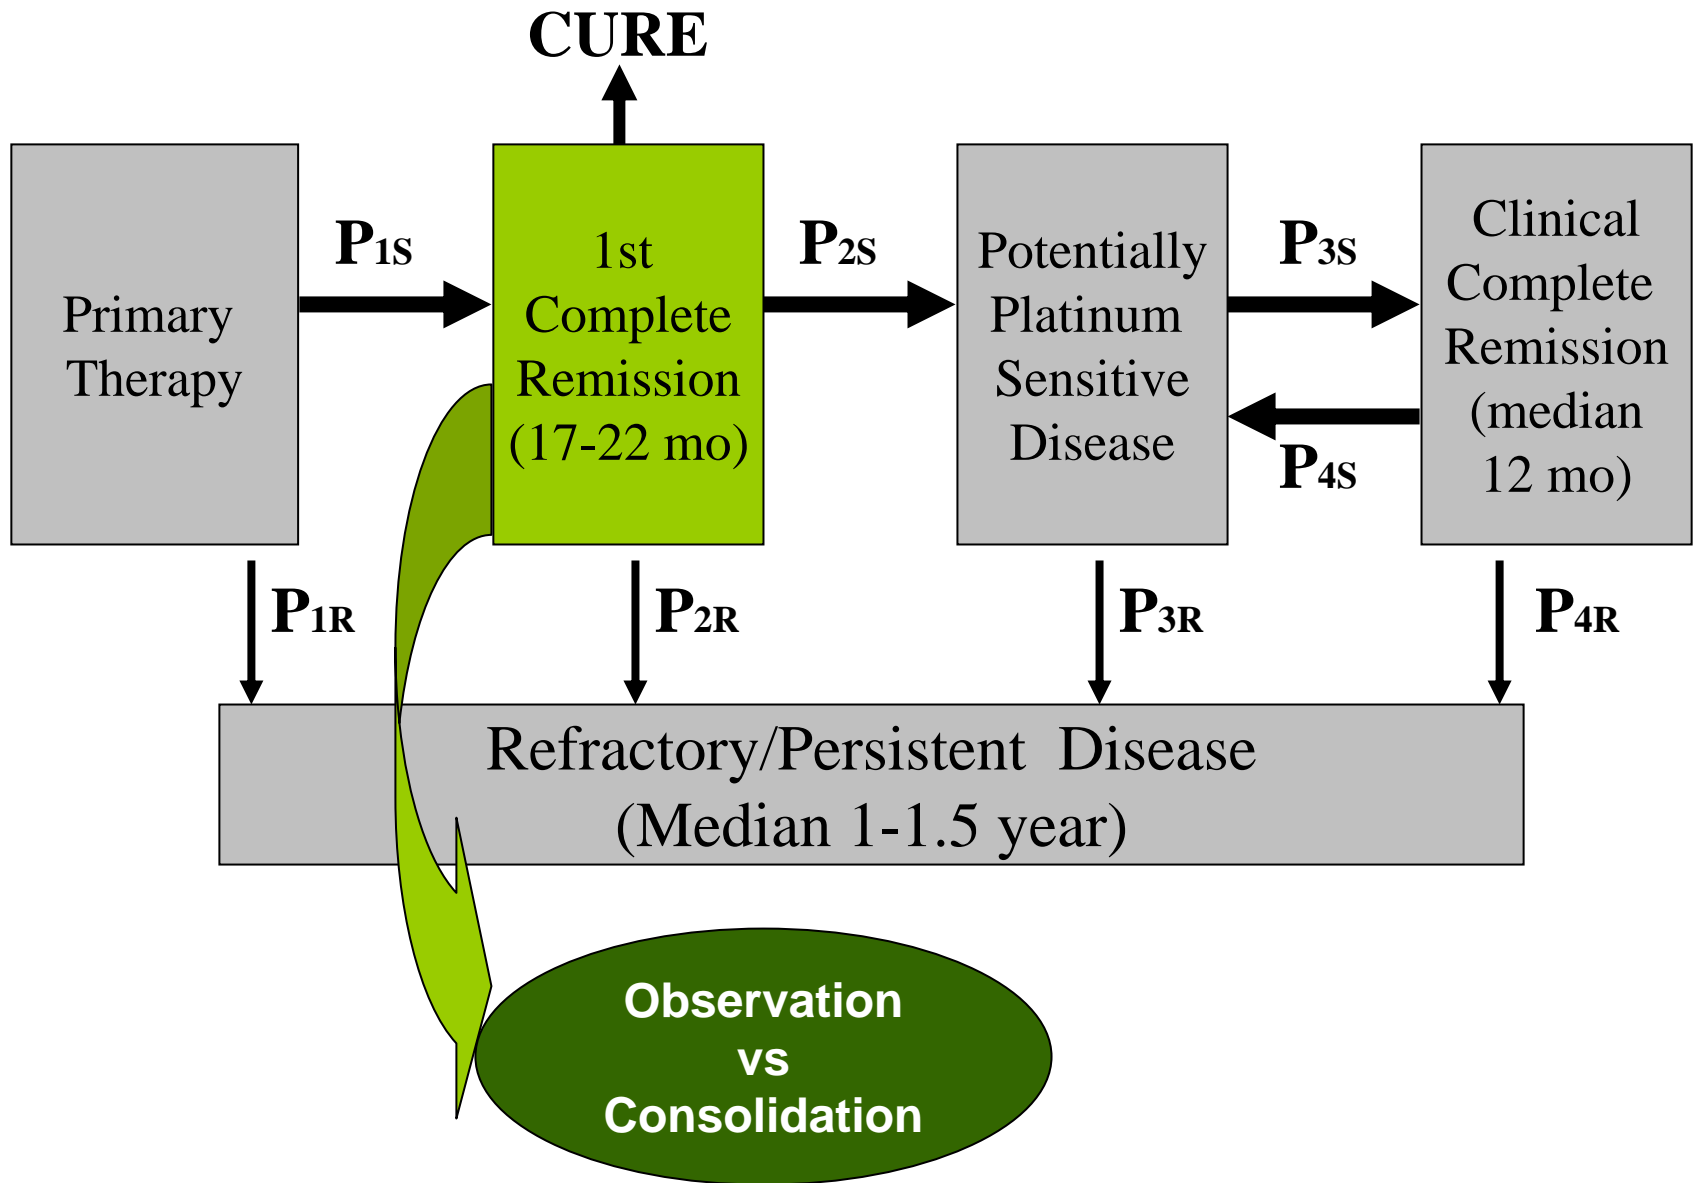 CURE
Primary
Therapy
P1S
1st
Complete
Remission
(17-22 mo)
P2S
Potentially
Platinum
Sensitive
Disease
P3S
P4S
Clinical
Complete
Remission
(median
12 mo)
P1R
P2R
P3R
P4R
Refractory/Persistent Disease
(Median 1-1.5 year)
Observation
vs
Consolidation